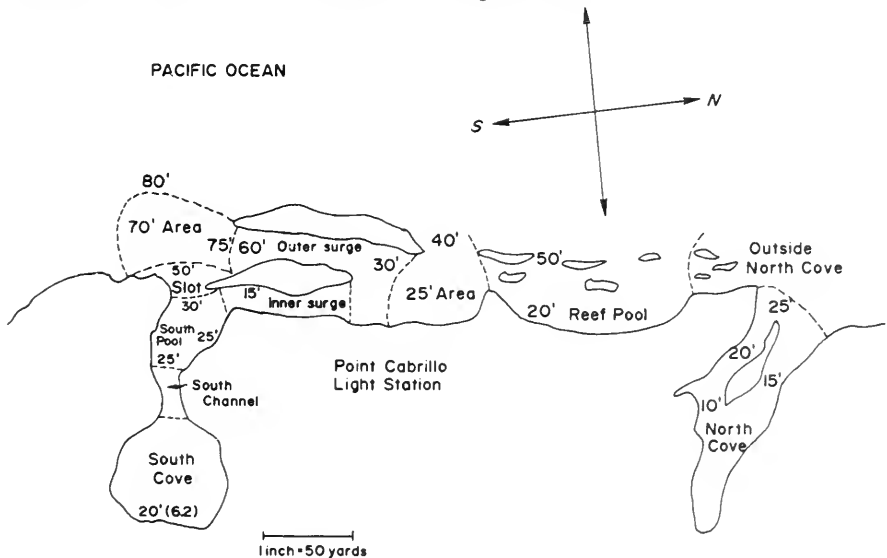 PACIFIC OCEAN
S
N
80'
70' Area
75'
60'
Outer surge
40'
30'
50'
Outside
North Cove
50'
Slot
30'
15'
Inner surge
25' Area
20'
Reef Pool
25'
South
Pool
25'
25'
Point Cabrillo
Light Station
20'
15'
10'
North
Cove
South
Channel
South
Cove
20' (6.2)
1 inch = 50 yards